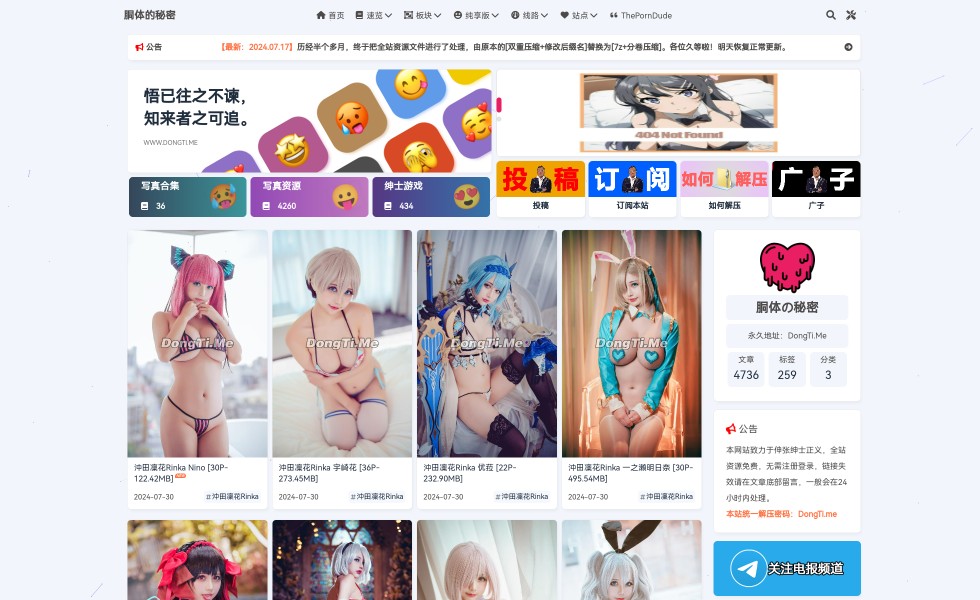 胴体的秘密
首页 速览 板块 纯享版 线路 站点 ThePornDude
公告
【最新：2024.07.17】历经半个多月，终于把全站资源文件进行了处理，由原本的[双重压缩+修改后缀名]替换为[7z+分卷压缩]。各位久等啦！明天恢复正常更新。
悟已往之不谏，
知来者之可追。
WWW.DONGTI.ME
404 Not Found
写真合集
36
写真资源
4260
绅士游戏
434
投稿
投稿
订阅
订阅本站
如何解压
如何解压
广子
广子
DongTi.Me
DongTi.Me
DongTi.Me
DongTi.Me
沖田凜花Rinka Nino [30P-
122.42MB]
2024-07-30 #沖田凜花Rinka
沖田凜花Rinka 宇崎花 [36P-
273.45MB]
2024-07-30 #沖田凜花Rinka
沖田凜花Rinka 优菈 [22P-
232.90MB]
2024-07-30 #沖田凜花Rinka
沖田凜花Rinka 一之瀬明日奈 [30P-
495.54MB]
2024-07-30 #沖田凜花Rinka
胴体の秘密
永久地址：DongTi.Me
文章 标签 分类
4736 259 3
公告
本网站致力于伸张绅士正义，全站
资源免费，无需注册登录，链接失
效请在文章底部留言，一般会在24
小时内处理。
本站统一解压密码：DongTi.me
关注电报频道